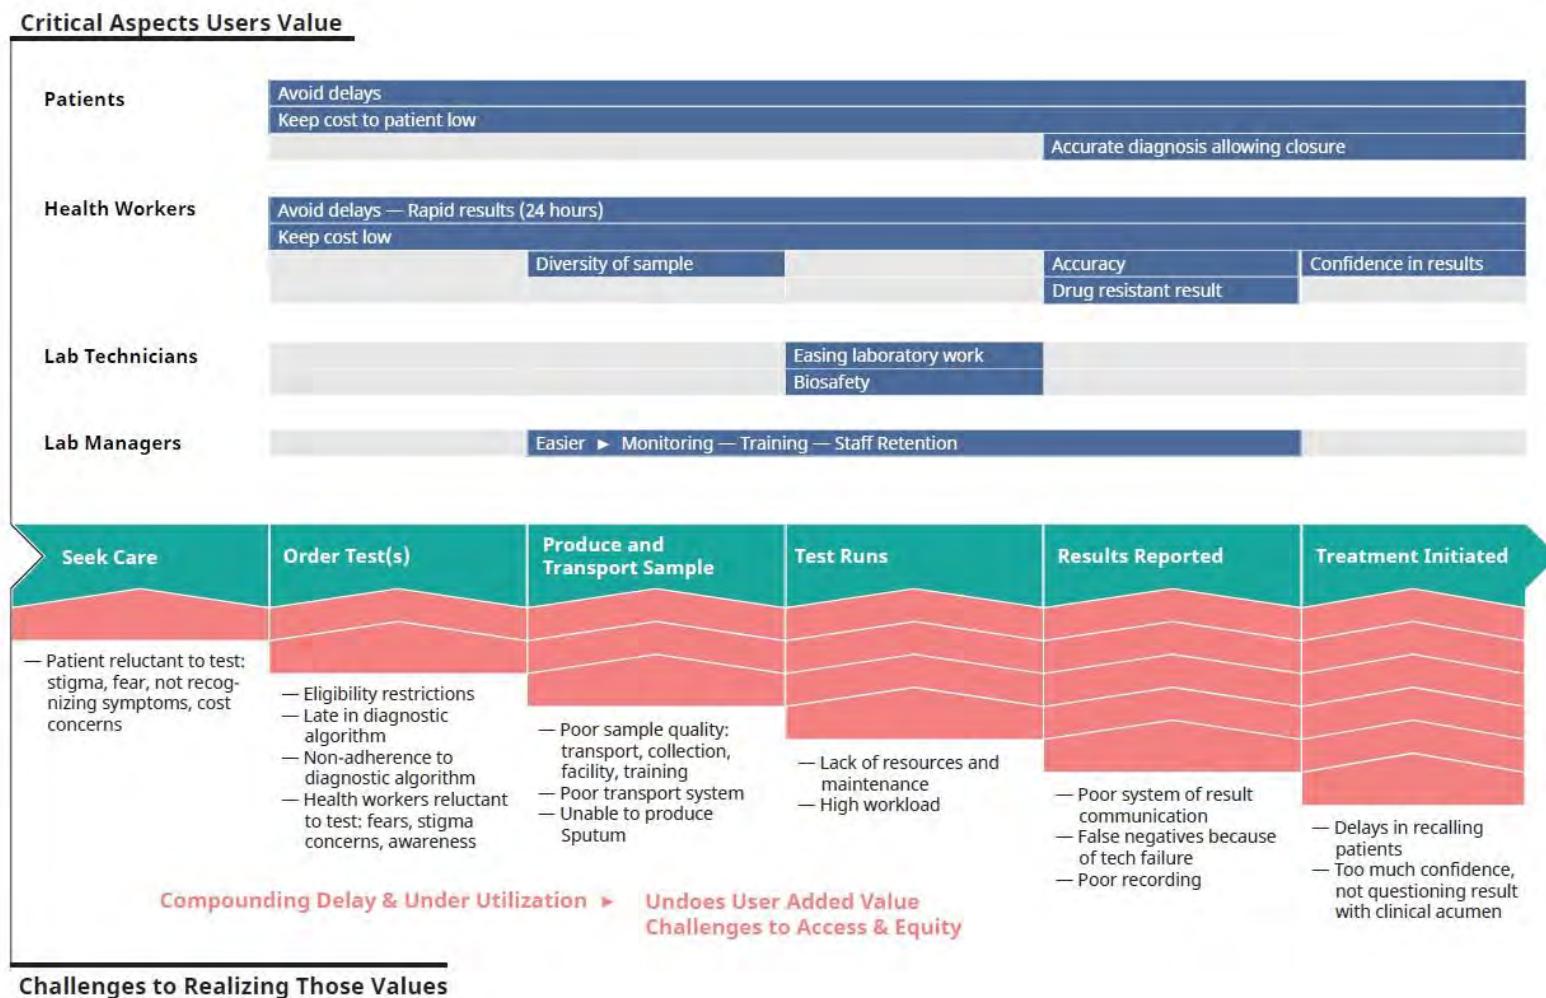 Critical Aspects Users Value
Patients
Avoid delays
Keep cost to patient low
Accurate diagnosis allowing closure
Health Workers
Avoid delays — Rapid results (24 hours)
Keep cost low
Diversity of sample
Accuracy
Confidence in results
Drug resistant result
Lab Technicians
Easing laboratory work
Biosafety
Lab Managers
Easier ► Monitoring — Training — Staff Retention
Seek Care
Order Test(s)
Produce and
Transport Sample
Test Runs
Results Reported
Treatment Initiated
— Patient reluctant to test:
stigma, fear, not recog-
nizing symptoms, cost
concerns
— Eligibility restrictions
— Late in diagnostic
algorithm
— Non-adherence to
diagnostic algorithm
— Health workers reluctant
to test: fears, stigma
concerns, awareness
— Poor sample quality:
transport, collection,
facility, training
— Poor transport system
— Unable to produce
Sputum
— Lack of resources and
maintenance
— High workload
— Poor system of result
communication
— False negatives because
of tech failure
— Poor recording
— Delays in recalling
patients
— Too much confidence,
not questioning result
with clinical acumen
Compounding Delay & Under Utilization ►
Undoes User Added Value
Challenges to Access & Equity
Challenges to Realizing Those Values